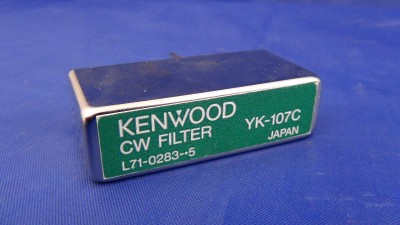 KENWOOD
CW FILTER YK-107C
L71-0283-•5 JAPAN